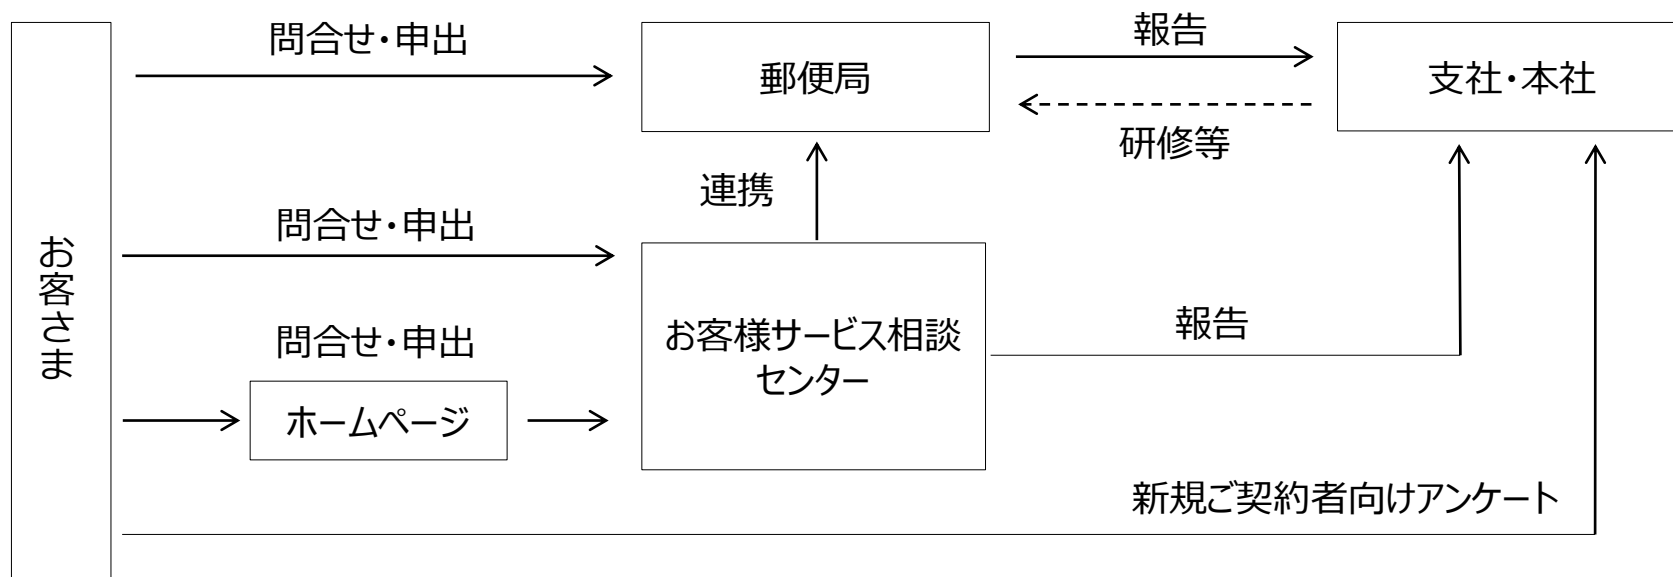 お客さま
問合せ・申出
郵便局
報告
支社・本社
研修等
連携
問合せ・申出
お客様サービス相談
センター
問合せ・申出
報告
ホームページ
新規ご契約者向けアンケート